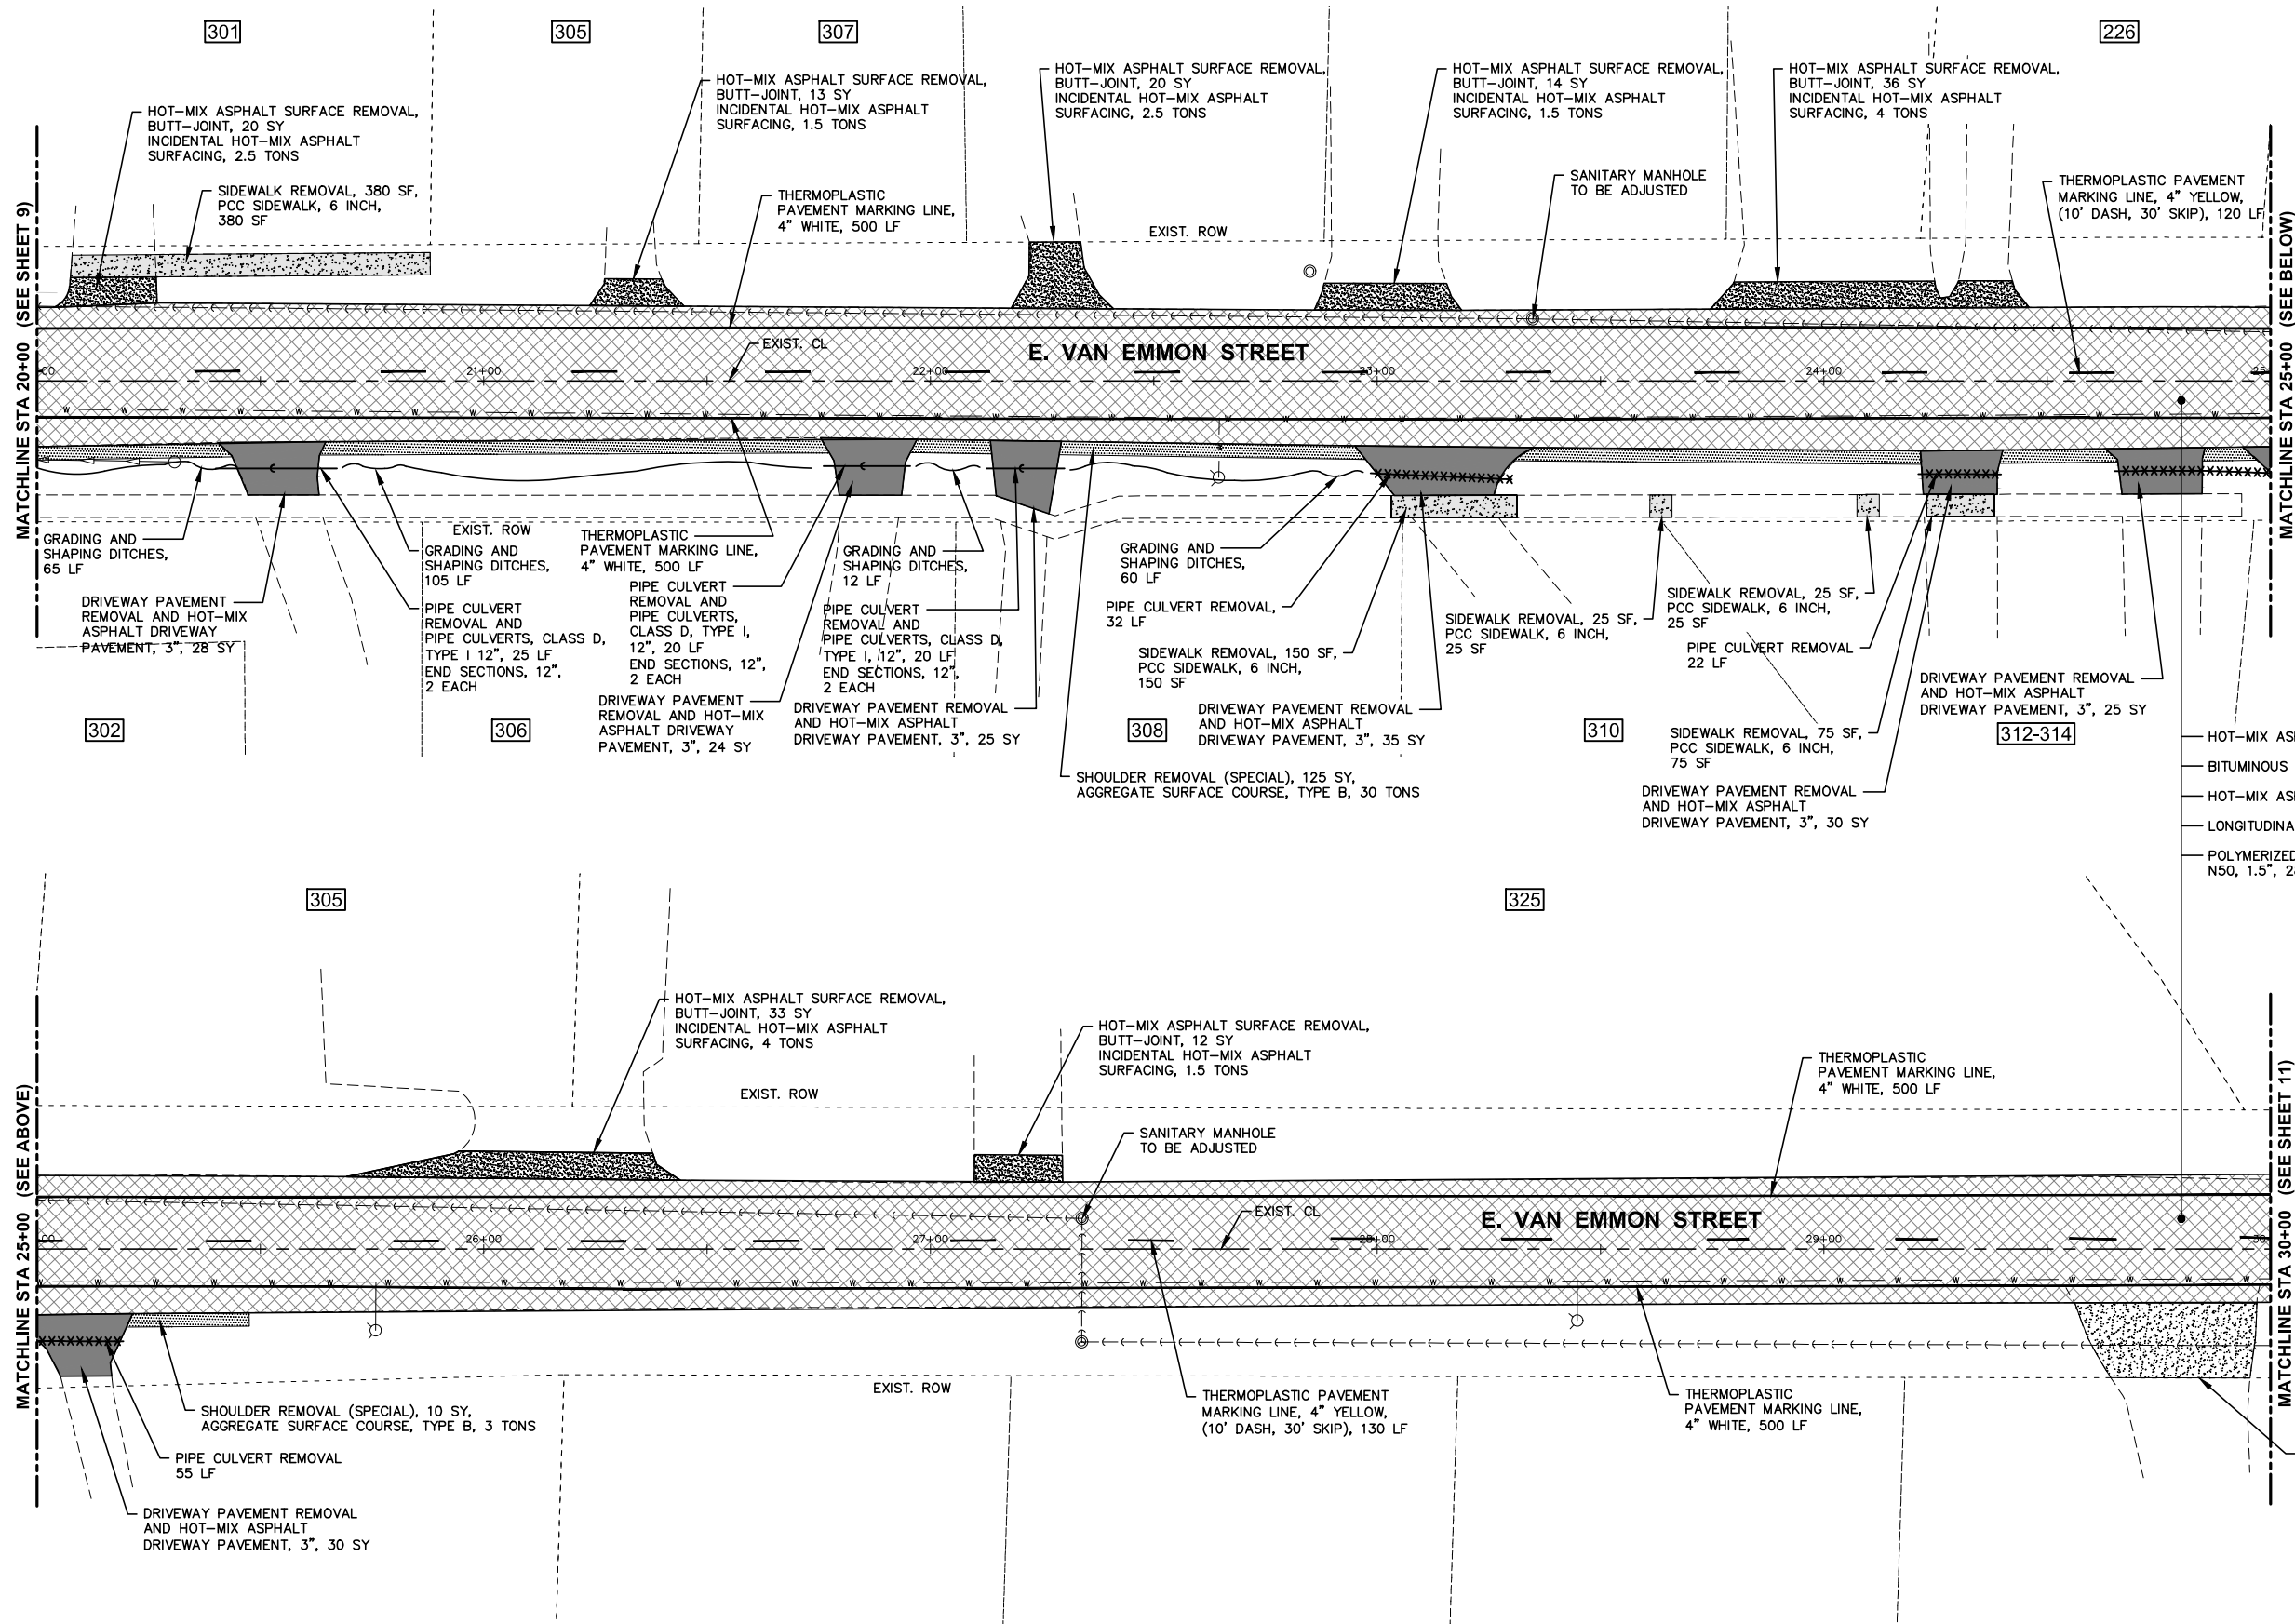 301
305
307
226
HOT-MIX ASPHALT SURFACE REMOVAL,
BUTT-JOINT, 20 SY
INCIDENTAL HOT-MIX ASPHALT
SURFACING, 2.5 TONS
SIDEWALK REMOVAL, 380 SF,
PCC SIDEWALK, 6 INCH,
380 SF
HOT-MIX ASPHALT SURFACE REMOVAL,
BUTT-JOINT, 13 SY
INCIDENTAL HOT-MIX ASPHALT
SURFACING, 1.5 TONS
THERMOPLASTIC
PAVEMENT MARKING LINE,
4" WHITE, 500 LF
HOT-MIX ASPHALT SURFACE REMOVAL,
BUTT-JOINT, 20 SY
INCIDENTAL HOT-MIX ASPHALT
SURFACING, 2.5 TONS
EXIST. ROW
HOT-MIX ASPHALT SURFACE REMOVAL,
BUTT-JOINT, 14 SY
INCIDENTAL HOT-MIX ASPHALT
SURFACING, 1.5 TONS
SANITARY MANHOLE
TO BE ADJUSTED
HOT-MIX ASPHALT SURFACE REMOVAL,
BUTT-JOINT, 36 SY
INCIDENTAL HOT-MIX ASPHALT
SURFACING, 4 TONS
THERMOPLASTIC PAVEMENT
MARKING LINE, 4" YELLOW,
(10' DASH, 30' SKIP), 120 LF
MATCHLINE STA 20+00 (SEE SHEET 9)
MATCHLINE STA 25+00 (SEE BELOW)
EXIST. CL
E. VAN EMMON STREET
00
21+00
22+00
23+00
24+00
25
GRADING AND
SHAPING DITCHES,
65 LF
DRIVEWAY PAVEMENT
REMOVAL AND HOT-MIX
ASPHALT DRIVEWAY
PAVEMENT, 3", 28 SY
EXIST. ROW
GRADING AND
SHAPING DITCHES,
105 LF
PIPE CULVERT
REMOVAL AND
PIPE CULVERTS, CLASS D,
TYPE I 12", 25 LF
END SECTIONS, 12",
2 EACH
THERMOPLASTIC
PAVEMENT MARKING LINE,
4" WHITE, 500 LF
PIPE CULVERT
REMOVAL AND
PIPE CULVERTS,
CLASS D, TYPE I,
12", 20 LF
END SECTIONS, 12",
2 EACH
DRIVEWAY PAVEMENT
REMOVAL AND HOT-MIX
ASPHALT DRIVEWAY
PAVEMENT, 3", 24 SY
GRADING AND
SHAPING DITCHES,
12 LF
PIPE CULVERT
REMOVAL AND
PIPE CULVERTS, CLASS D,
TYPE I, 12", 20 LF
END SECTIONS, 12",
2 EACH
DRIVEWAY PAVEMENT REMOVAL
AND HOT-MIX ASPHALT
DRIVEWAY PAVEMENT, 3", 25 SY
GRADING AND
SHAPING DITCHES,
60 LF
PIPE CULVERT REMOVAL,
32 LF
SIDEWALK REMOVAL, 150 SF,
PCC SIDEWALK, 6 INCH,
150 SF
DRIVEWAY PAVEMENT REMOVAL
AND HOT-MIX ASPHALT
DRIVEWAY PAVEMENT, 3", 35 SY
SHOULDER REMOVAL (SPECIAL), 125 SY,
AGGREGATE SURFACE COURSE, TYPE B, 30 TONS
SIDEWALK REMOVAL, 25 SF,
PCC SIDEWALK, 6 INCH,
25 SF
SIDEWALK REMOVAL, 25 SF,
PCC SIDEWALK, 6 INCH,
25 SF
PIPE CULVERT REMOVAL
22 LF
SIDEWALK REMOVAL, 75 SF,
PCC SIDEWALK, 6 INCH,
75 SF
DRIVEWAY PAVEMENT REMOVAL
AND HOT-MIX ASPHALT
DRIVEWAY PAVEMENT, 3", 30 SY
DRIVEWAY PAVEMENT REMOVAL
AND HOT-MIX ASPHALT
DRIVEWAY PAVEMENT, 3", 25 SY
302
306
308
310
312-314
BITUMINOUS
HOT-MIX
N50, 1.5",
305
325
HOT-MIX ASPHALT SURFACE REMOVAL,
BUTT-JOINT, 33 SY
INCIDENTAL HOT-MIX ASPHALT
SURFACING, 4 TONS
EXIST. ROW
HOT-MIX ASPHALT SURFACE REMOVAL,
BUTT-JOINT, 12 SY
INCIDENTAL HOT-MIX ASPHALT
SURFACING, 1.5 TONS
SANITARY MANHOLE
TO BE ADJUSTED
THERMOPLASTIC
PAVEMENT MARKING LINE,
4" WHITE, 500 LF
MATCHLINE STA 25+00 (SEE ABOVE)
MATCHLINE STA 30+00 (SEE SHEET 11)
EXIST. CL
E. VAN EMMON STREET
00
26+00
27+00
28+00
29+00
30
SHOULDER REMOVAL (SPECIAL), 10 SY,
AGGREGATE SURFACE COURSE, TYPE B, 3 TONS
PIPE CULVERT REMOVAL
55 LF
DRIVEWAY PAVEMENT REMOVAL
AND HOT-MIX ASPHALT
DRIVEWAY PAVEMENT, 3", 30 SY
EXIST. ROW
THERMOPLASTIC PAVEMENT
MARKING LINE, 4" YELLOW,
(10' DASH, 30' SKIP), 130 LF
THERMOPLASTIC
PAVEMENT MARKING LINE,
4" WHITE, 500 LF